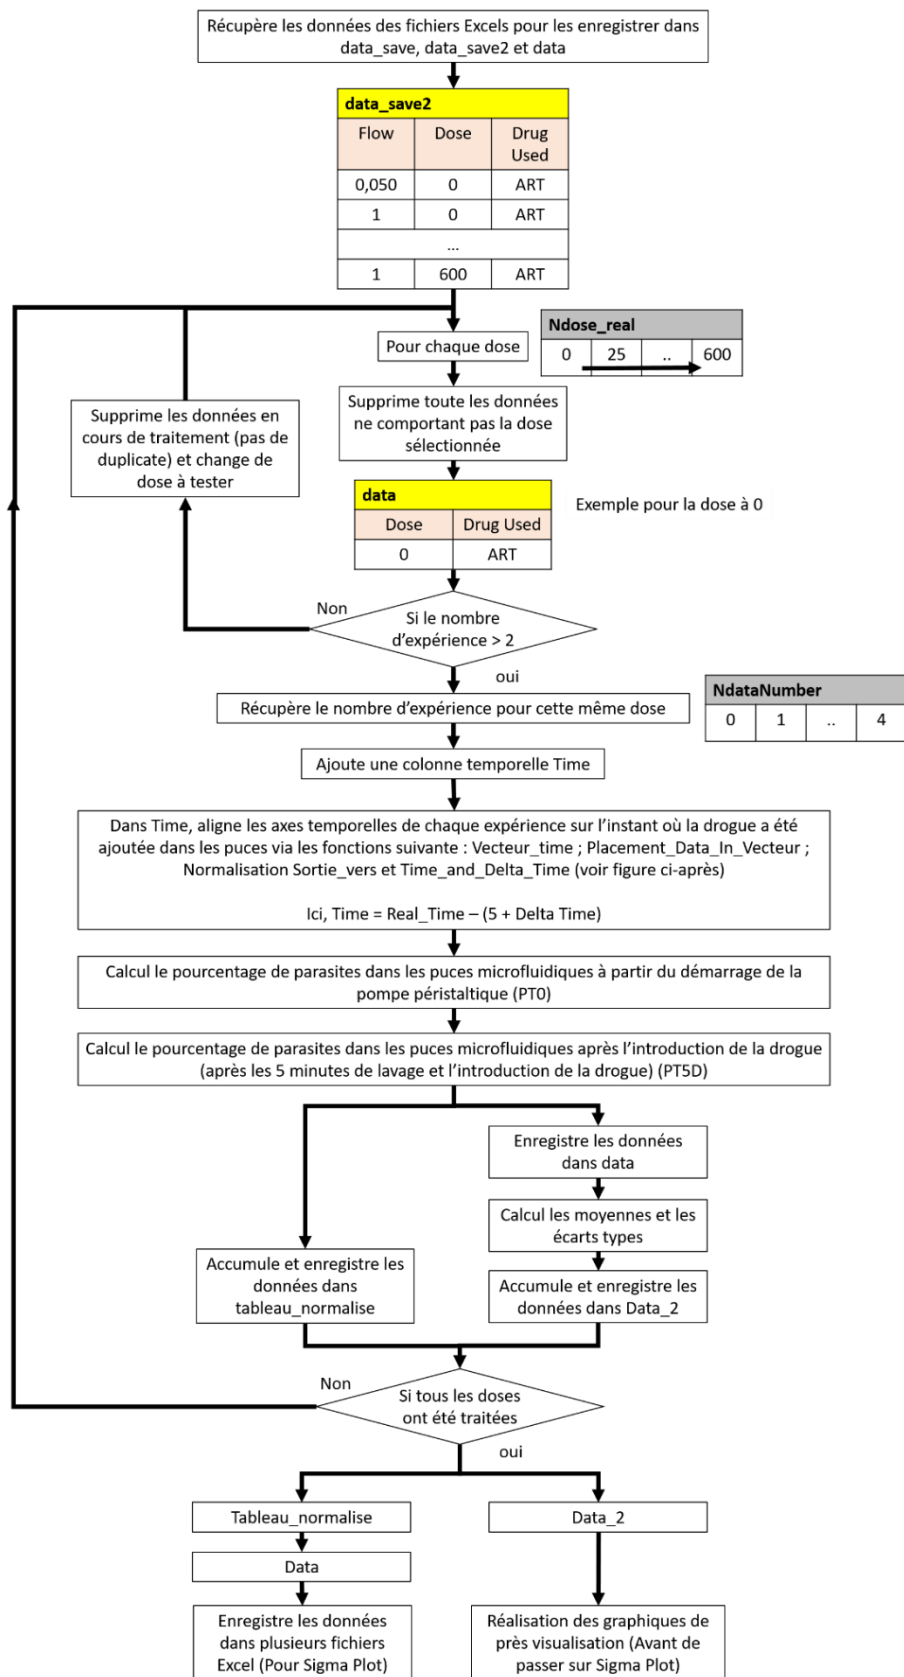 Récupère les données des fichiers Excels pour les enregistrer dans
data_save, data_save2 et data
data_save2
Flow Dose Drug
Used
0,050 0 ART
1 0 ART
...
1 600 ART
Ndose_real
0 25 .. 600
Pour chaque dose
Supprime toute les données
ne comportant pas la dose
sélectionnée
Supprime les données en
cours de traitement (pas de
duplicate) et change de
dose à tester
data
Dose Drug Used
0 ART
Exemple pour la dose à 0
Non
Si le nombre
d’expérience > 2
oui
NdataNumber
0 1 .. 4
Récupère le nombre d’expérience pour cette même dose
Ajoute une colonne temporelle Time
Dans Time, aligne les axes temporelles de chaque expérience sur l’instant où la drogue a été
ajoutée dans les puces via les fonctions suivante : Vecteur_time ; Placement_Data_In_Vecteur ;
Normalisation Sortie_vers et Time_and_Delta_Time (voir figure ci-après)
Ici, Time = Real_Time – (5 + Delta Time)
Calcul le pourcentage de parasites dans les puces microfluidiques à partir du démarrage de la
pompe péristaltique (PT0)
Calcul le pourcentage de parasites dans les puces microfluidiques après l’introduction de la drogue
(après les 5 minutes de lavage et l’introduction de la drogue) (PT5D)
Enregistre les données
dans data
Calcul les moyennes et les
écarts types
Accumule et enregistre les
données dans
tableau_normalise
Accumule et enregistre les
données dans Data_2
Non
Si tous les doses
ont été traitées
oui
Tableau_normalise
Data_2
Data
Enregistre les données
dans plusieurs fichiers
Excel (Pour Sigma Plot)
Réalisation des graphiques de
près visualisation (Avant de
passer sur Sigma Plot)